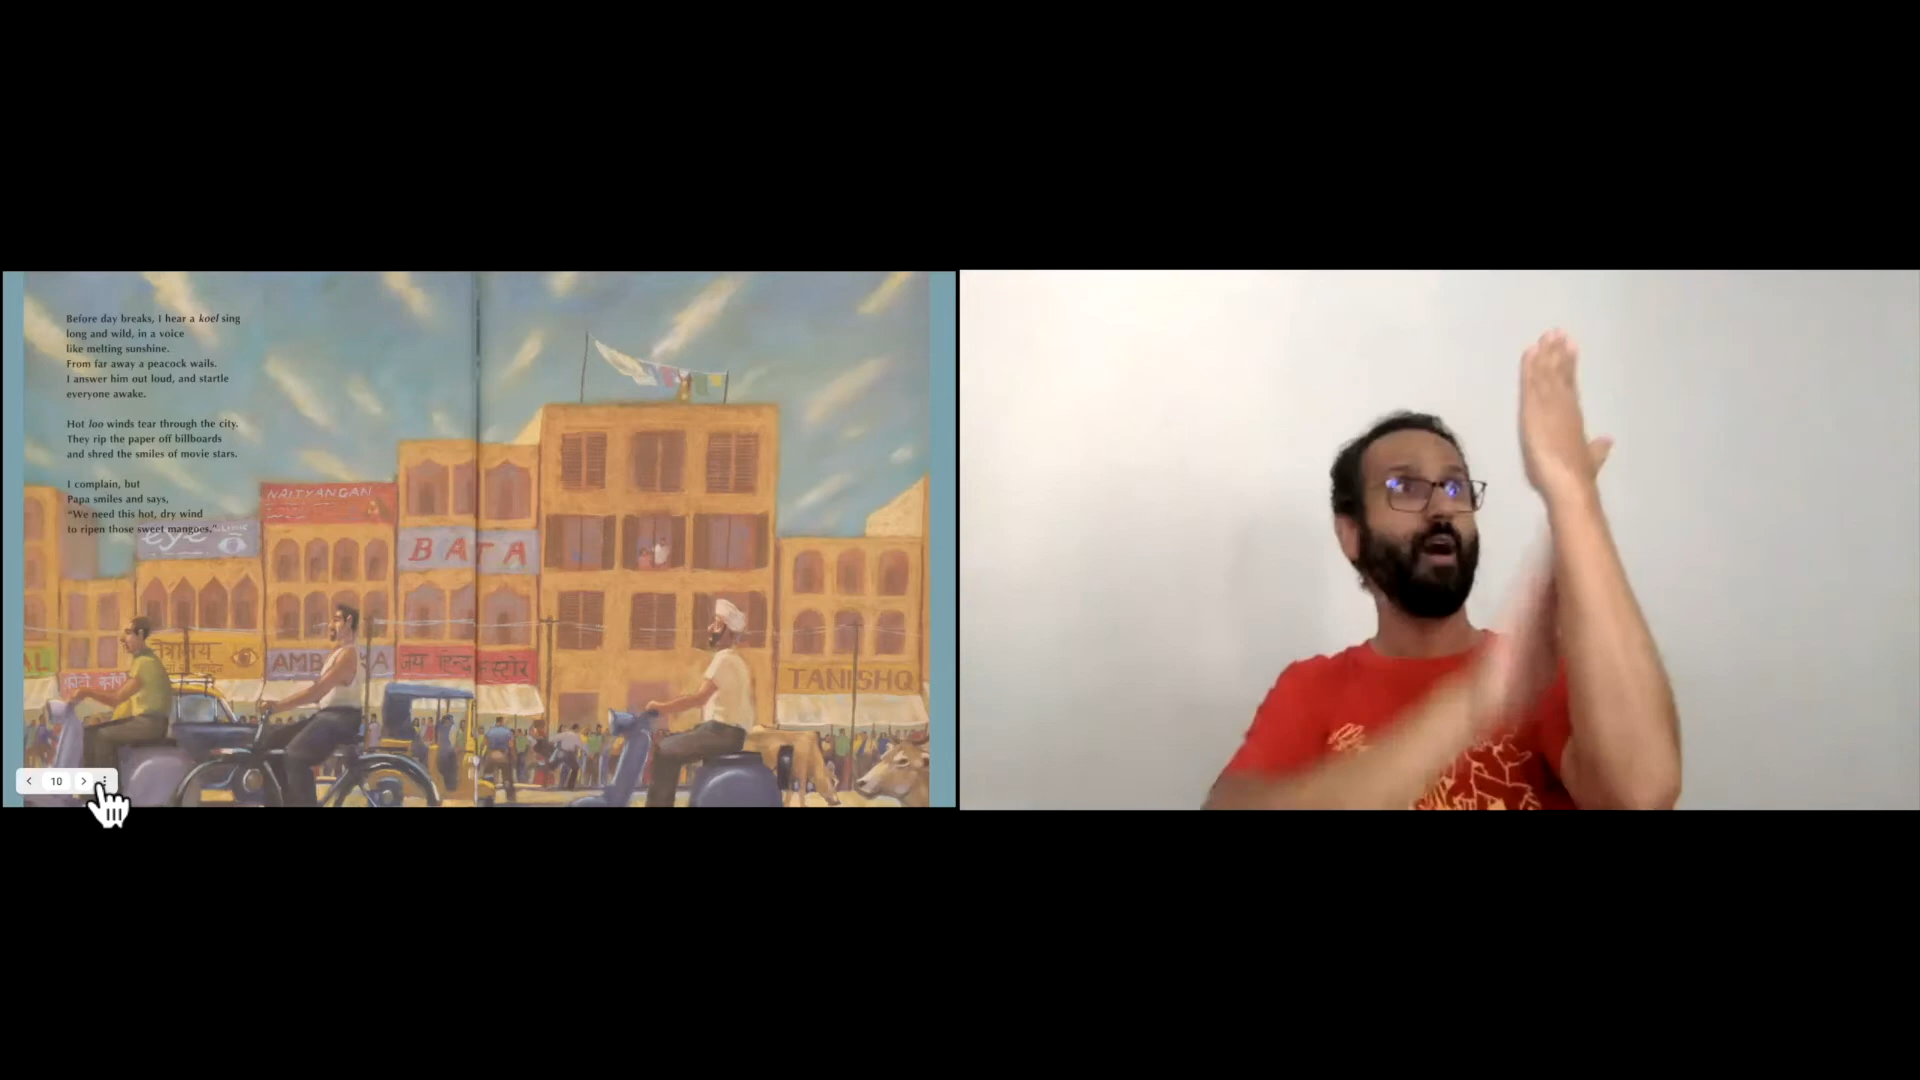 Before day breaks, I hear a koel sing
long and wild, in a voice
like melting sunshine.
From far away a peacock wails.
I answer him out loud, and startle
everyone awake.
Hot loo winds tear through the city.
They rip the paper off billboards
and shred the smiles of movie stars.
I complain, but
Papa smiles and says,
"We need this hot, dry wind
to ripen those sweet mangoes."
NAITYANGAN
eye
BATA
AL
AMB
जय हिन्द स्टोर
TANISHQ
10